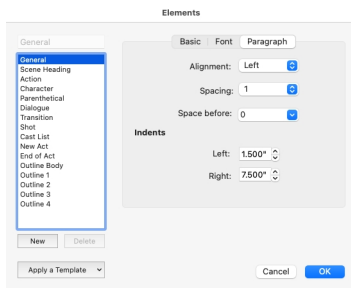 Elements
General
General
Scene Heading
Action
Character
Parenthetical
Dialogue
Transition
Shot
Cast List
New Act
End of Act
Outline Body
Outline 1
Outline 2
Outline 3
Outline 4
New Delete
Apply a Template
Basic Font Paragraph
Alignment: Left
Spacing: 1
Space before: 0
Indents
Left: 1.500"
Right: 7.500"
Cancel OK